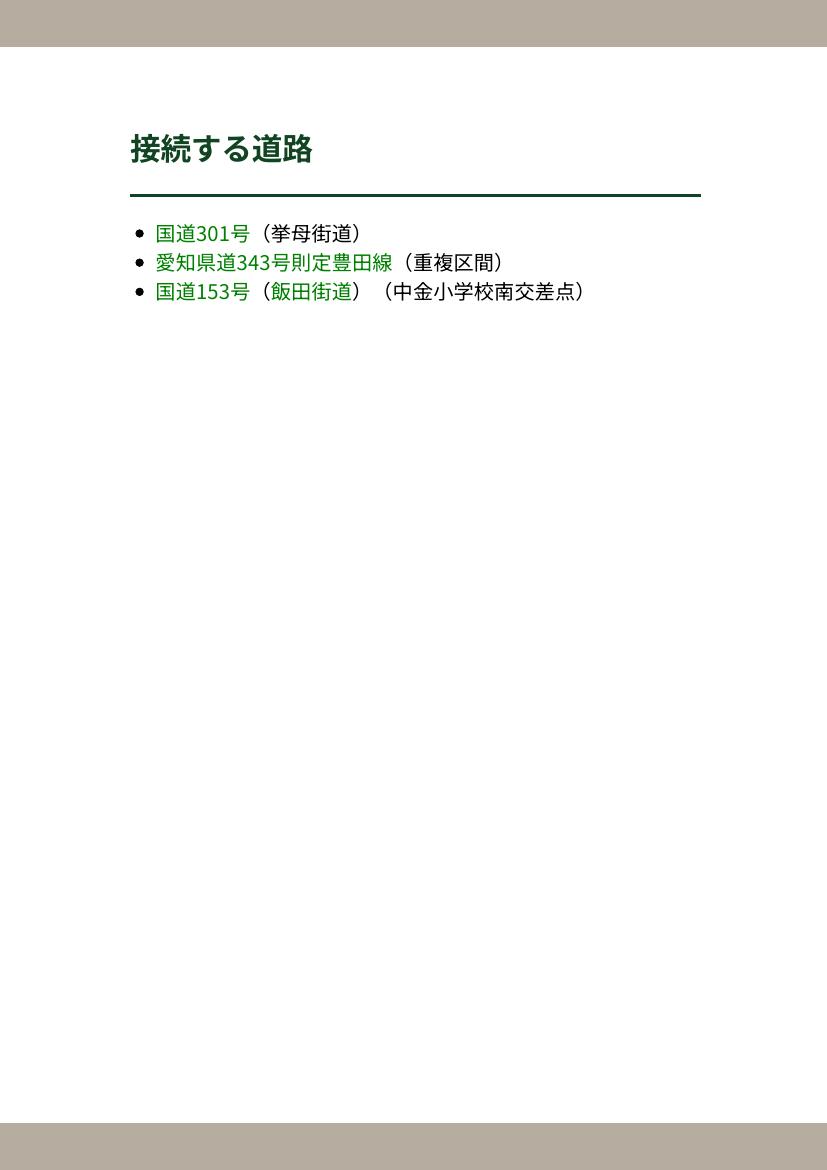 接続する道路
国道301号（挙母街道）
愛知県道343号則定豊田線（重複区間）
国道153号（飯田街道）（中金小学校南交差点）